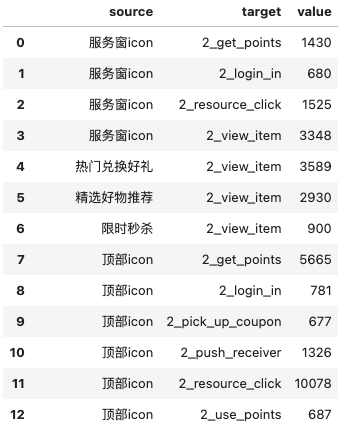 source target value
0 服务窗icon 2_get_points 1430
1 服务窗icon 2_login_in 680
2 服务窗icon 2_resource_click 1525
3 服务窗icon 2_view_item 3348
4 热门兑换好礼 2_view_item 3589
5 精选好物推荐 2_view_item 2930
6 限时秒杀 2_view_item 900
7 顶部icon 2_get_points 5665
8 顶部icon 2_login_in 781
9 顶部icon 2_pick_up_coupon 677
10 顶部icon 2_push_receiver 1326
11 顶部icon 2_resource_click 10078
12 顶部icon 2_use_points 687